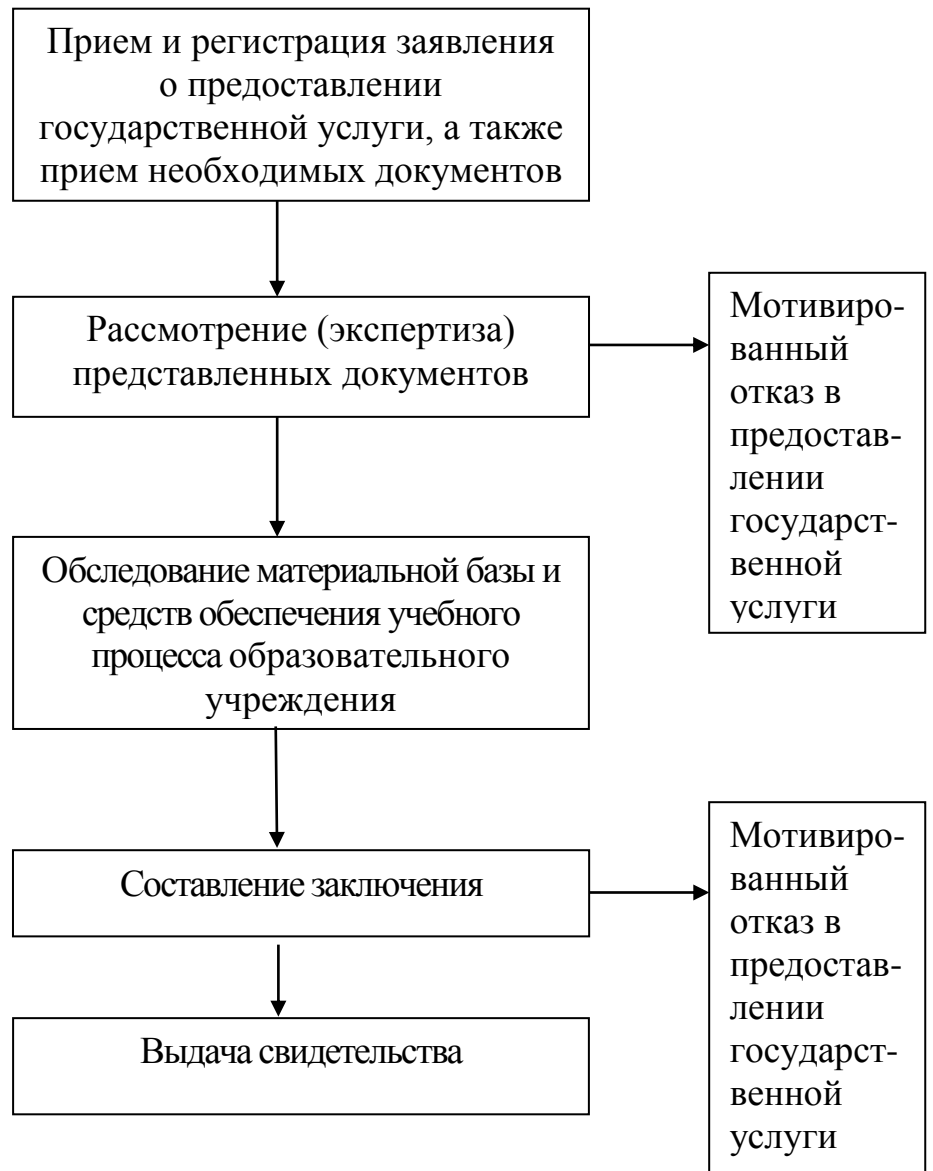 Прием и регистрация заявления
о предоставлении
государственной услуги, а также
прием необходимых документов
Рассмотрение (экспертиза)
представленных документов
Мотивиро-
ванный
отказ в
предостав-
лении
государст-
венной
услуги
Обследование материальной базы и
средств обеспечения учебного
процесса образовательного
учреждения
Составление заключения
Мотивиро-
ванный
отказ в
предостав-
лении
государст-
венной
услуги
Выдача свидетельства